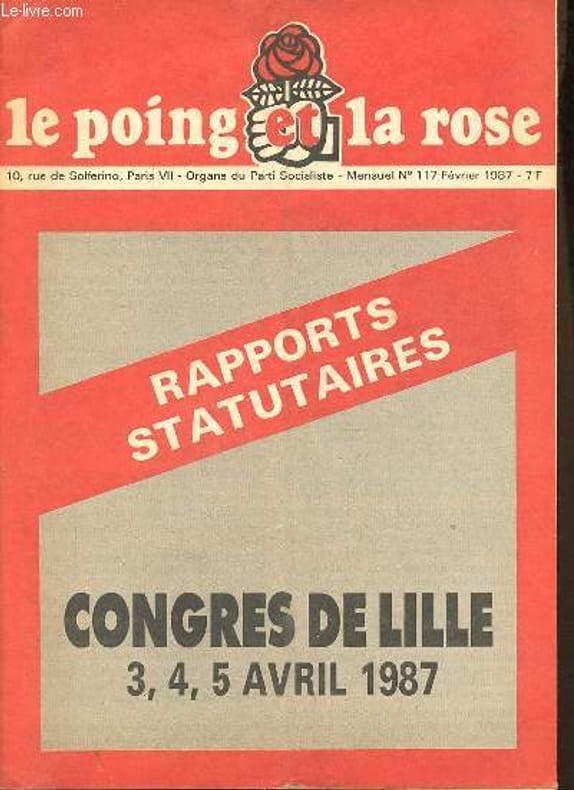 Le-livre.com
le poing et la rose
10, rue de Solferino, Paris VII - Organe du Parti Socialiste - Mensuel N° 117 Février 1987 - 7 F
RAPPORTS
STATUTAIRES
CONGRES DE LILLE
3, 4, 5 AVRIL 1987